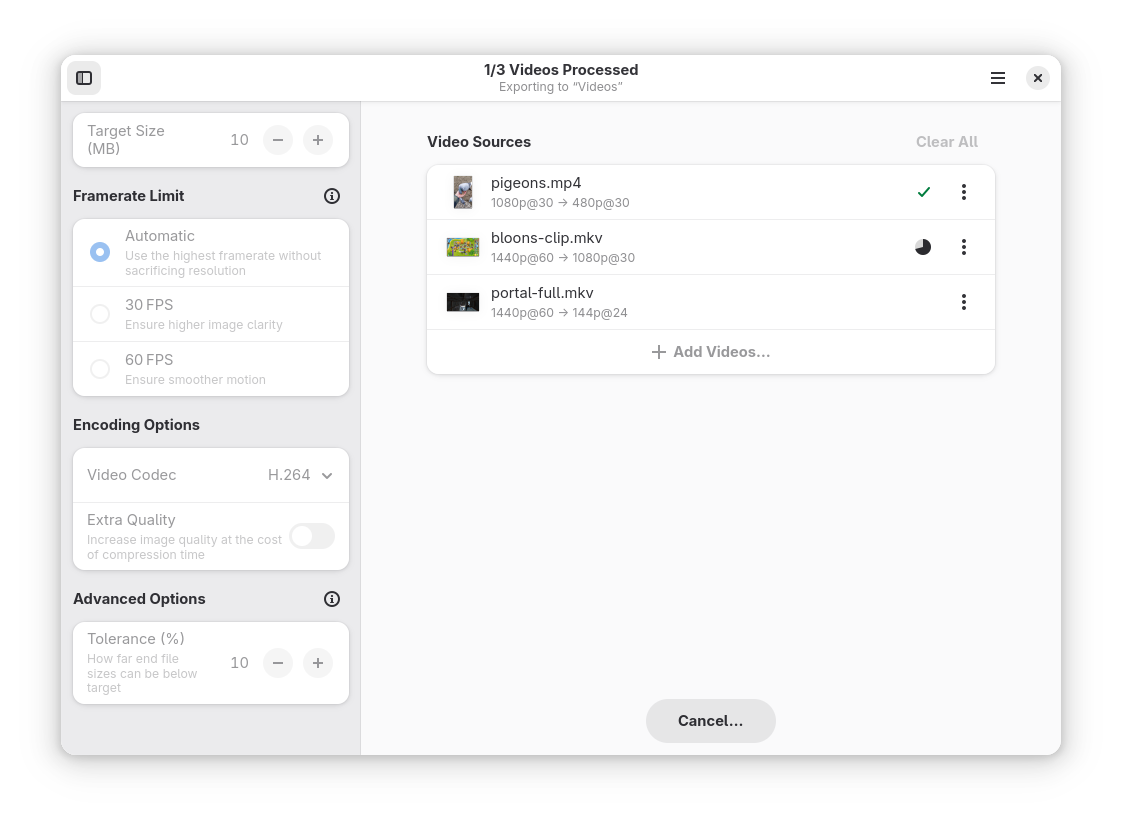 1/3 Videos Processed
Exporting to “Videos”
Target Size
(MB)
10
Framerate Limit
Automatic
Use the highest framerate without
sacrificing resolution
30 FPS
Ensure higher image clarity
60 FPS
Ensure smoother motion
Encoding Options
Video Codec
H.264
Extra Quality
Increase image quality at the cost
of compression time
Advanced Options
Tolerance (%)
How far end file
sizes can be below
target
10
Video Sources
Clear All
pigeons.mp4
1080p@30 → 480p@30
bloons-clip.mkv
1440p@60 → 1080p@30
portal-full.mkv
1440p@60 → 144p@24
Add Videos...
Cancel...